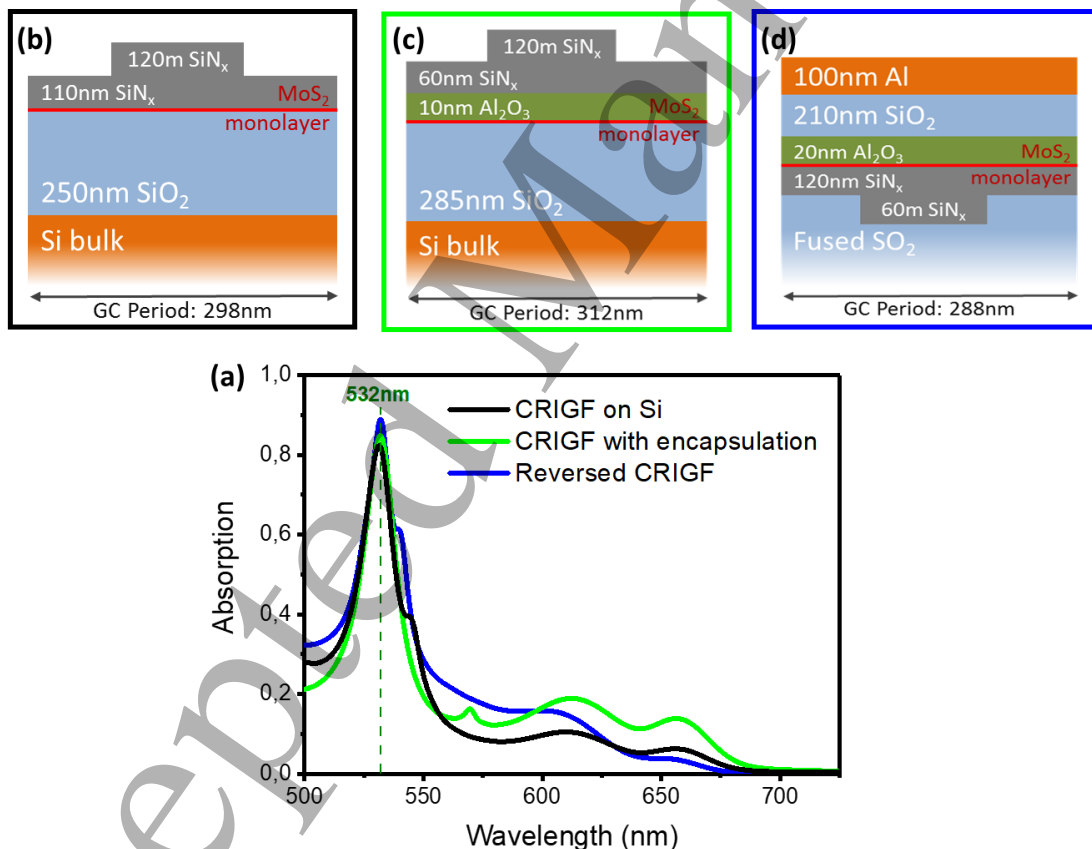 (b)
120m SiNx
110nm SiNx
MoS2
monolayer
250nm SiO2
Si bulk
GC Period: 298nm
(c)
120m SiNx
60nm SiNx
10nm Al2O3
MoS2
monolayer
285nm SiO2
Si bulk
GC Period: 312nm
(d)
100nm Al
210nm SiO2
20nm Al2O3
MoS2
monolayer
120nm SiNx
60m SiNx
Fused SO2
GC Period: 288nm
(a)
532nm
CRIGF on Si
CRIGF with encapsulation
Reversed CRIGF
Absorption
1,0
0,8
0,6
0,4
0,2
0,0
500
550
600
650
700
Wavelength (nm)
epted Man